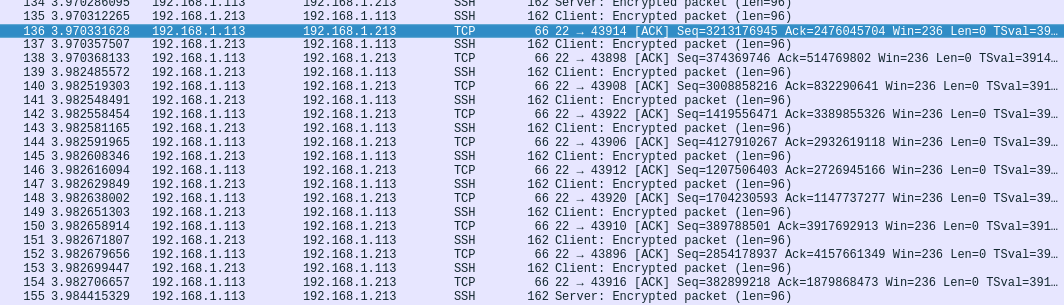 134 3.970286095 192.168.1.113 192.168.1.213 SSH 162 Server: Encrypted packet (len=96)
135 3.970312265 192.168.1.213 192.168.1.113 SSH 162 Client: Encrypted packet (len=96)
136 3.970331628 192.168.1.113 192.168.1.213 TCP 66 22 → 43914 [ACK] Seq=3213176945 Ack=2476045704 Win=236 Len=0 TSval=39…
137 3.970357507 192.168.1.213 192.168.1.113 SSH 162 Client: Encrypted packet (len=96)
138 3.970368133 192.168.1.113 192.168.1.213 TCP 66 22 → 43898 [ACK] Seq=374369746 Ack=514769802 Win=236 Len=0 TSval=3914…
139 3.982485572 192.168.1.213 192.168.1.113 SSH 162 Client: Encrypted packet (len=96)
140 3.982519303 192.168.1.113 192.168.1.213 TCP 66 22 → 43908 [ACK] Seq=3008858216 Ack=832290641 Win=236 Len=0 TSval=391…
141 3.982548491 192.168.1.213 192.168.1.113 SSH 162 Client: Encrypted packet (len=96)
142 3.982558454 192.168.1.113 192.168.1.213 TCP 66 22 → 43922 [ACK] Seq=1419556471 Ack=3389855326 Win=236 Len=0 TSval=39…
143 3.982581165 192.168.1.213 192.168.1.113 SSH 162 Client: Encrypted packet (len=96)
144 3.982591965 192.168.1.113 192.168.1.213 TCP 66 22 → 43906 [ACK] Seq=4127910267 Ack=2932619118 Win=236 Len=0 TSval=39…
145 3.982608346 192.168.1.213 192.168.1.113 SSH 162 Client: Encrypted packet (len=96)
146 3.982616094 192.168.1.113 192.168.1.213 TCP 66 22 → 43912 [ACK] Seq=1207506403 Ack=2726945166 Win=236 Len=0 TSval=39…
147 3.982629849 192.168.1.213 192.168.1.113 SSH 162 Client: Encrypted packet (len=96)
148 3.982638002 192.168.1.113 192.168.1.213 TCP 66 22 → 43920 [ACK] Seq=1704230593 Ack=1147737277 Win=236 Len=0 TSval=39…
149 3.982651303 192.168.1.213 192.168.1.113 SSH 162 Client: Encrypted packet (len=96)
150 3.982658914 192.168.1.113 192.168.1.213 TCP 66 22 → 43910 [ACK] Seq=389788501 Ack=3917692913 Win=236 Len=0 TSval=391…
151 3.982671807 192.168.1.213 192.168.1.113 SSH 162 Client: Encrypted packet (len=96)
152 3.982679656 192.168.1.113 192.168.1.213 TCP 66 22 → 43896 [ACK] Seq=2854178937 Ack=4157661349 Win=236 Len=0 TSval=39…
153 3.982699447 192.168.1.213 192.168.1.113 SSH 162 Client: Encrypted packet (len=96)
154 3.982706657 192.168.1.113 192.168.1.213 TCP 66 22 → 43916 [ACK] Seq=382899218 Ack=1879868473 Win=236 Len=0 TSval=391…
155 3.984415329 192.168.1.113 192.168.1.213 SSH 162 Server: Encrypted packet (len=96)